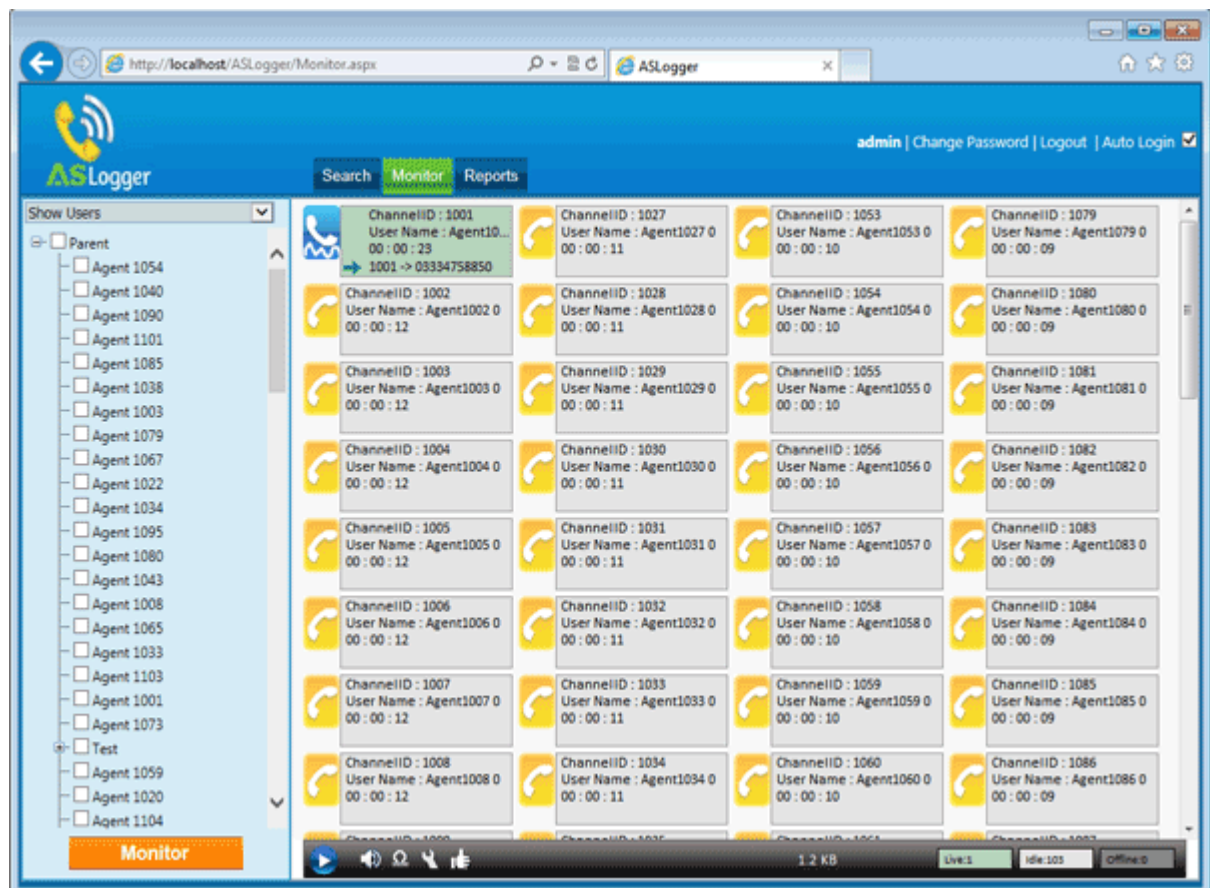 http://localhost/ASLogger/Monitor.aspx
ASLogger
ASLogger
admin | Change Password | Logout | Auto Login
Search Monitor Reports
Show Users
Parent
Agent 1054
Agent 1040
Agent 1090
Agent 1101
Agent 1085
Agent 1038
Agent 1003
Agent 1079
Agent 1067
Agent 1022
Agent 1034
Agent 1095
Agent 1080
Agent 1043
Agent 1008
Agent 1065
Agent 1033
Agent 1103
Agent 1001
Agent 1073
Test
Agent 1059
Agent 1020
Agent 1104
Monitor
ChannelID : 1001
User Name : Agent10...
00 : 00 : 23
1001 -> 03334758850
ChannelID : 1027
User Name : Agent1027 0
00 : 00 : 11
ChannelID : 1053
User Name : Agent1053 0
00 : 00 : 10
ChannelID : 1079
User Name : Agent1079 0
00 : 00 : 09
ChannelID : 1002
User Name : Agent1002 0
00 : 00 : 12
ChannelID : 1028
User Name : Agent1028 0
00 : 00 : 11
ChannelID : 1054
User Name : Agent1054 0
00 : 00 : 10
ChannelID : 1080
User Name : Agent1080 0
00 : 00 : 09
ChannelID : 1003
User Name : Agent1003 0
00 : 00 : 12
ChannelID : 1029
User Name : Agent1029 0
00 : 00 : 11
ChannelID : 1055
User Name : Agent1055 0
00 : 00 : 10
ChannelID : 1081
User Name : Agent1081 0
00 : 00 : 09
ChannelID : 1004
User Name : Agent1004 0
00 : 00 : 12
ChannelID : 1030
User Name : Agent1030 0
00 : 00 : 11
ChannelID : 1056
User Name : Agent1056 0
00 : 00 : 10
ChannelID : 1082
User Name : Agent1082 0
00 : 00 : 09
ChannelID : 1005
User Name : Agent1005 0
00 : 00 : 12
ChannelID : 1031
User Name : Agent1031 0
00 : 00 : 11
ChannelID : 1057
User Name : Agent1057 0
00 : 00 : 10
ChannelID : 1083
User Name : Agent1083 0
00 : 00 : 09
ChannelID : 1006
User Name : Agent1006 0
00 : 00 : 12
ChannelID : 1032
User Name : Agent1032 0
00 : 00 : 11
ChannelID : 1058
User Name : Agent1058 0
00 : 00 : 10
ChannelID : 1084
User Name : Agent1084 0
00 : 00 : 09
ChannelID : 1007
User Name : Agent1007 0
00 : 00 : 12
ChannelID : 1033
User Name : Agent1033 0
00 : 00 : 11
ChannelID : 1059
User Name : Agent1059 0
00 : 00 : 10
ChannelID : 1085
User Name : Agent1085 0
00 : 00 : 09
ChannelID : 1008
User Name : Agent1008 0
00 : 00 : 12
ChannelID : 1034
User Name : Agent1034 0
00 : 00 : 11
ChannelID : 1060
User Name : Agent1060 0
00 : 00 : 10
ChannelID : 1086
User Name : Agent1086 0
00 : 00 : 09
1.2 KB
Live:1
Idle:103
Offline:0